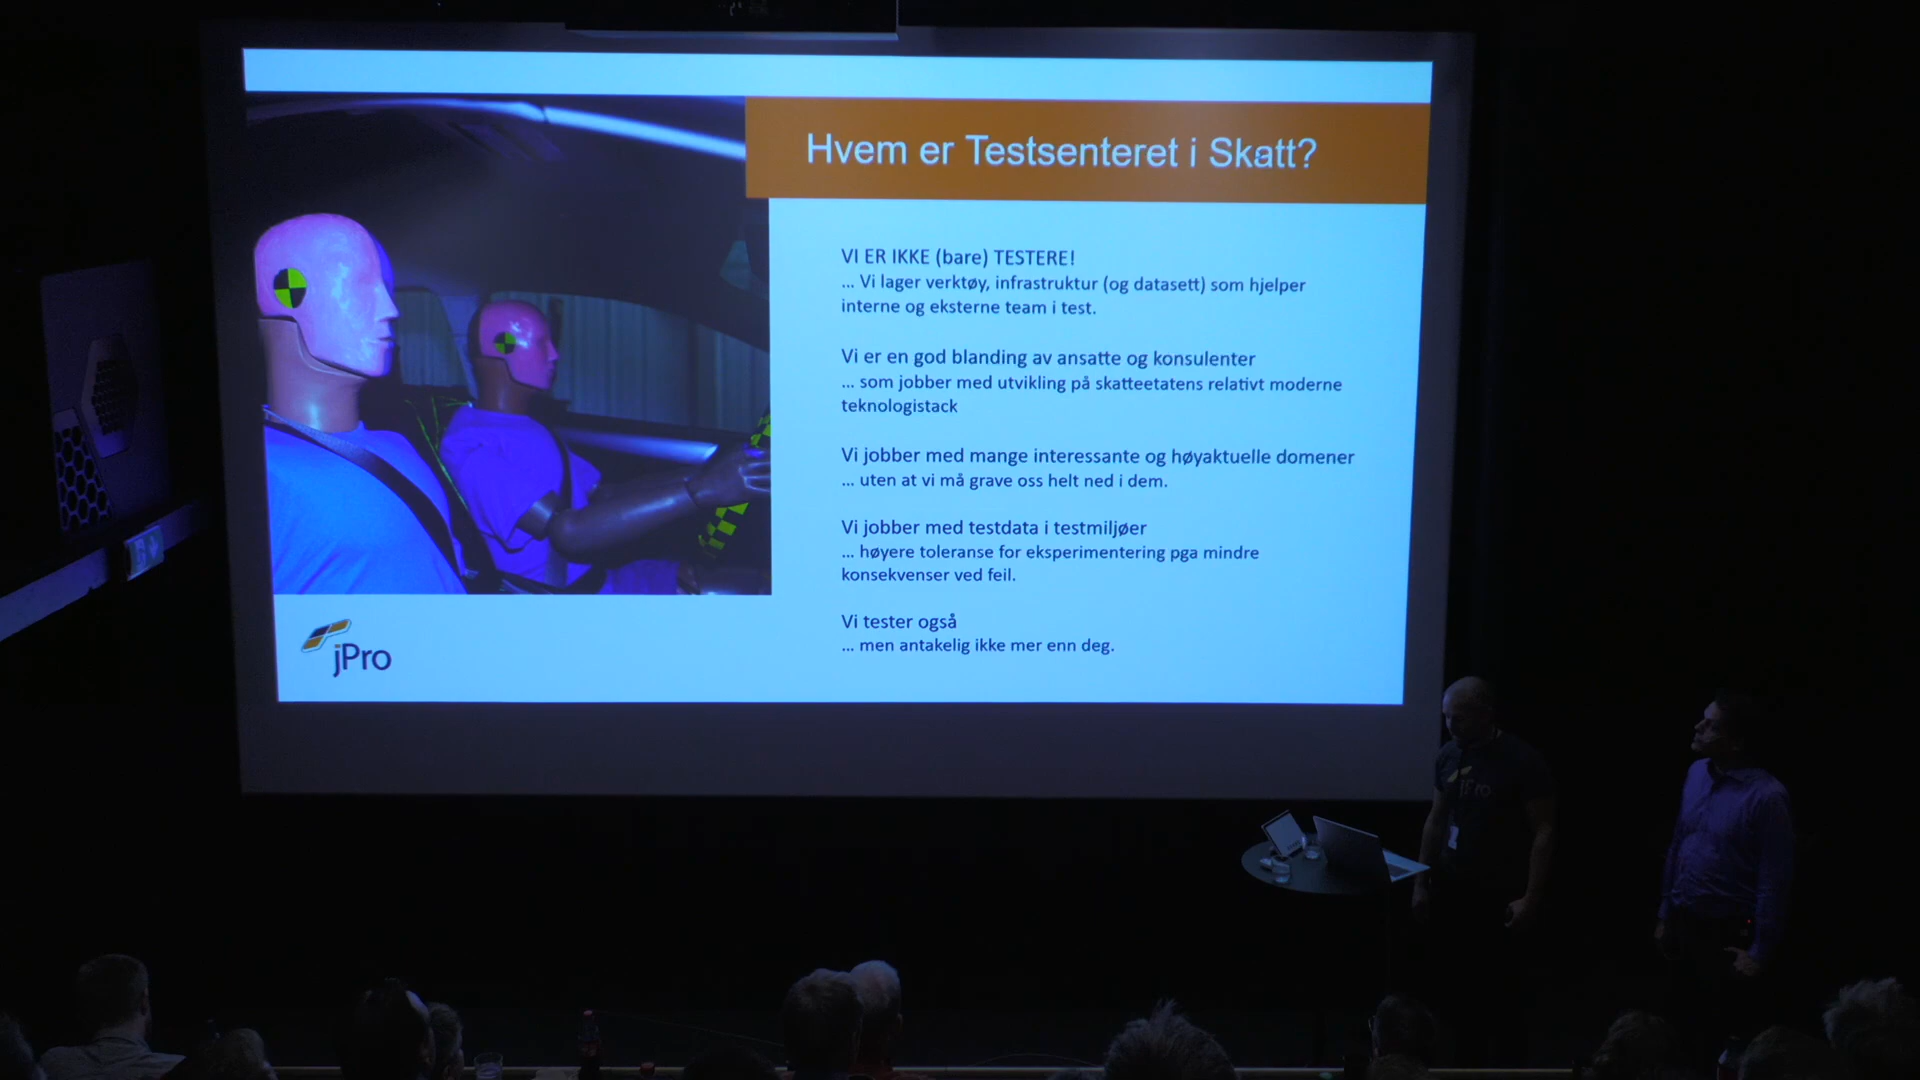 Hvem er Testsenteret i Skatt?
VI ER IKKE (bare) TESTERE!
... Vi lager verktøy, infrastruktur (og datasett) som hjelper
interne og eksterne team i test.
Vi er en god blanding av ansatte og konsulenter
... som jobber med utvikling på skatteetatens relativt moderne
teknologistack
Vi jobber med mange interessante og høyaktuelle domener
... uten at vi må grave oss helt ned i dem.
Vi jobber med testdata i testmiljøer
... høyere toleranse for eksperimentering pga mindre
konsekvenser ved feil.
Vi tester også
... men antakelig ikke mer enn deg.
jPro
jPro